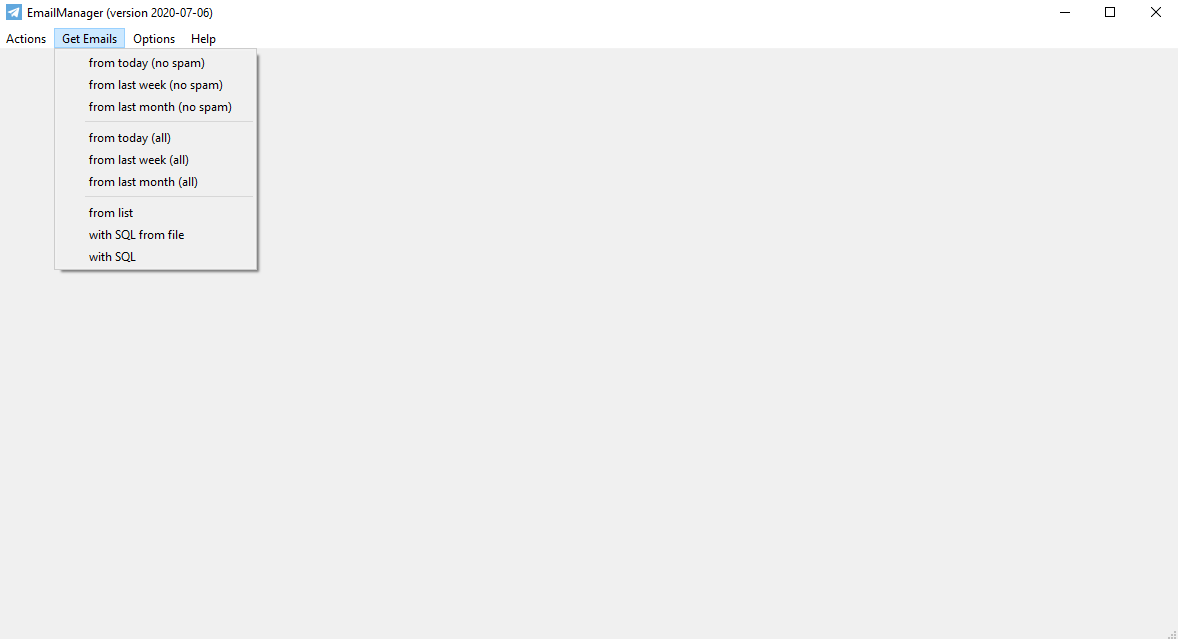 EmailManager (version 2020-07-06)
Actions Get Emails Options Help
from today (no spam)
from last week (no spam)
from last month (no spam)
from today (all)
from last week (all)
from last month (all)
from list
with SQL from file
with SQL